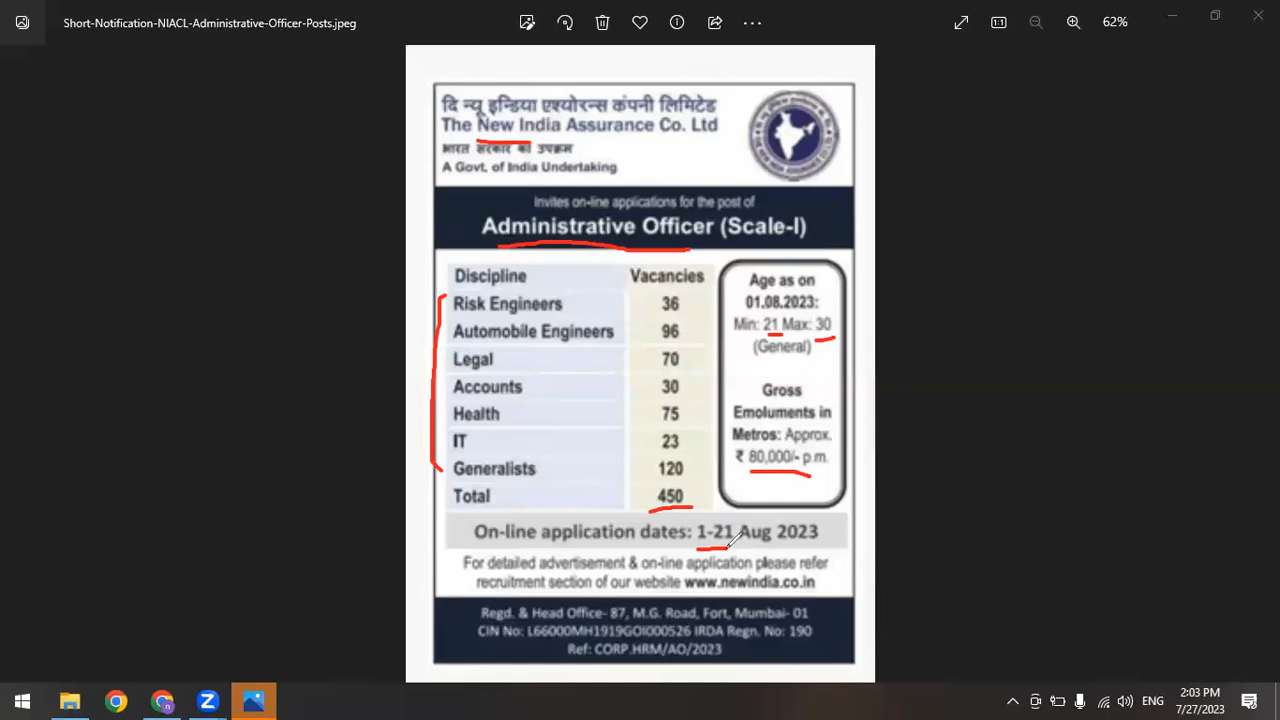 Short-Notification-NIACL-Administrative-Officer-Posts.jpeg
62%
दि न्यू इन्डिया एश्योरन्स कंपनी लिमिटेड
The New India Assurance Co. Ltd
भारत सरकार का उपक्रम
A Govt. of India Undertaking
Invites on-line applications for the post of
Administrative Officer (Scale-I)
Discipline Vacancies
Risk Engineers 36
Automobile Engineers 96
Legal 70
Accounts 30
Health 75
IT 23
Generalists 120
Total 450
Age as on
01.08.2023:
Min: 21 Max: 30
(General)
Gross
Emoluments in
Metros: Approx.
₹ 80,000/- p.m.
On-line application dates: 1-21 Aug 2023
For detailed advertisement & on-line application please refer
recruitment section of our website www.newindia.co.in
Regd. & Head Office- 87, M.G. Road, Fort, Mumbai- 01
CIN No: L66000MH1919GOI000526 IRDA Regn. No: 190
Ref: CORP.HRM/AO/2023
ENG
2:03 PM
7/27/2023